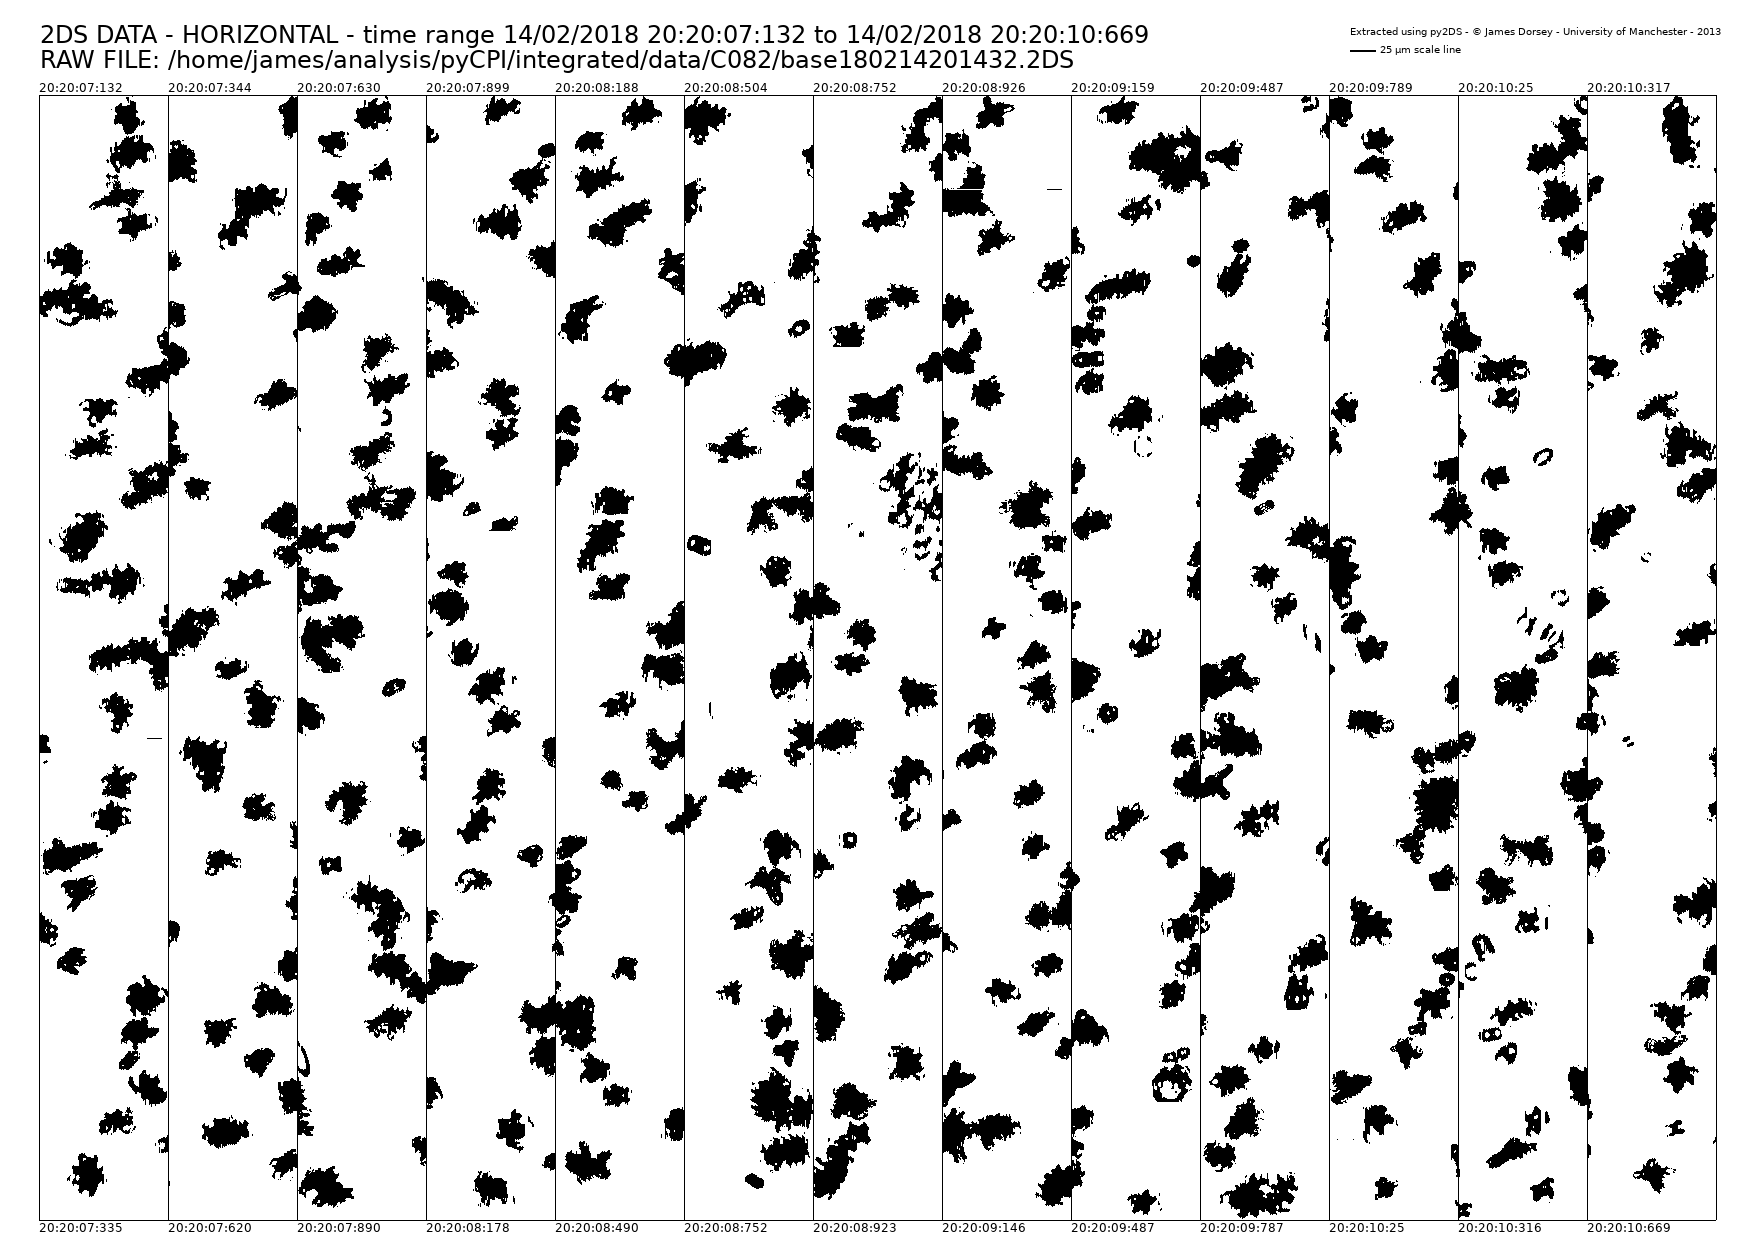 2DS DATA - HORIZONTAL - time range 14/02/2018 20:20:07:132 to 14/02/2018 20:20:10:669
RAW FILE: /home/james/analysis/pyCPI/integrated/data/C082/base180214201432.2DS
Extracted using py2DS - © James Dorsey - University of Manchester - 2013
25 µm scale line
20:20:07:132 20:20:07:344 20:20:07:630 20:20:07:899 20:20:08:188 20:20:08:504 20:20:08:752 20:20:08:926 20:20:09:159 20:20:09:487 20:20:09:789 20:20:10:25 20:20:10:317
20:20:07:335 20:20:07:620 20:20:07:890 20:20:08:178 20:20:08:490 20:20:08:752 20:20:08:923 20:20:09:146 20:20:09:487 20:20:09:787 20:20:10:25 20:20:10:316 20:20:10:669